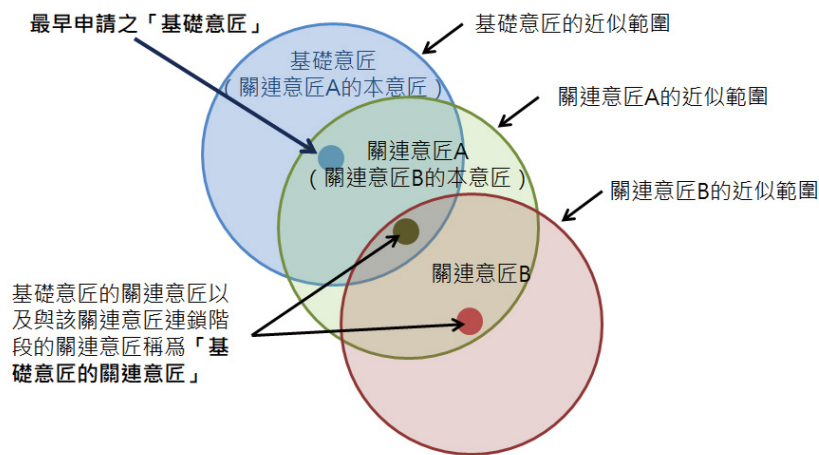 最早申請之「基礎意匠」
基礎意匠的近似範圍
基礎意匠
（關連意匠A的本意匠）
關連意匠A的近似範圍
關連意匠A
（關連意匠B的本意匠）
關連意匠B的近似範圍
關連意匠B
基礎意匠的關連意匠以
及與該關連意匠連鎖階
段的關連意匠稱爲「基
礎意匠的關連意匠」